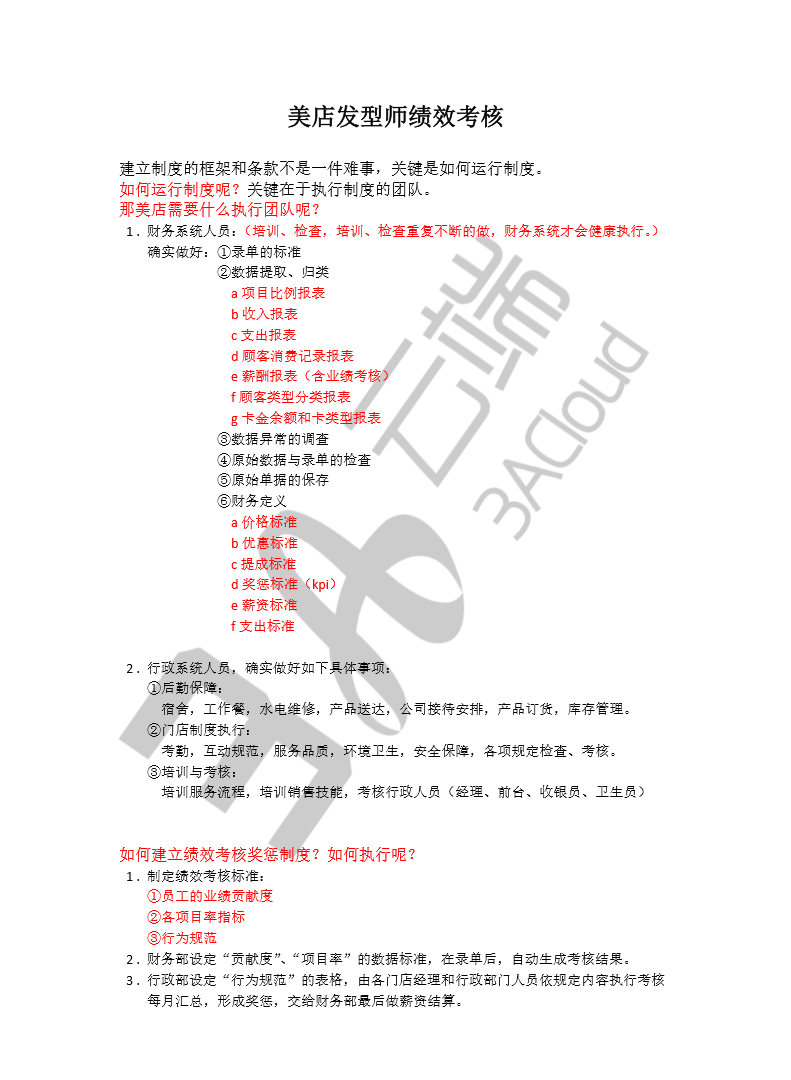 美店发型师绩效考核
建立制度的框架和条款不是一件难事，关键是如何运行制度。
如何运行制度呢？关键在于执行制度的团队。
那美店需要什么执行团队呢？
1．财务系统人员：（培训、检查，培训、检查重复不断的做，财务系统才会健康执行。）
确实做好：①录单的标准
②数据提取、归类
a 项目比例报表
b 收入报表
c 支出报表
d 顾客消费记录报表
e 薪酬报表（含业绩考核）
f 顾客类型分类报表
g 卡金余额和卡类型报表
③数据异常的调查
④原始数据与录单的检查
⑤原始单据的保存
⑥财务定义
a 价格标准
b 优惠标准
c 提成标准
d 奖惩标准（kpi）
e 薪资标准
f 支出标准
2．行政系统人员，确实做好如下具体事项：
①后勤保障：
宿舍，工作餐，水电维修，产品送达，公司接待安排，产品订货，库存管理。
②门店制度执行：
考勤，互动规范，服务品质，环境卫生，安全保障，各项规定检查、考核。
③培训与考核：
培训服务流程，培训销售技能，考核行政人员（经理、前台、收银员、卫生员）
如何建立绩效考核奖惩制度？如何执行呢？
1．制定绩效考核标准：
①员工的业绩贡献度
②各项目率指标
③行为规范
2．财务部设定“贡献度”、“项目率”的数据标准，在录单后，自动生成考核结果。
3．行政部设定“行为规范”的表格，由各门店经理和行政部门人员依规定内容执行考核
每月汇总，形成奖惩，交给财务部最后做薪资结算。
3A云端
3ACloud